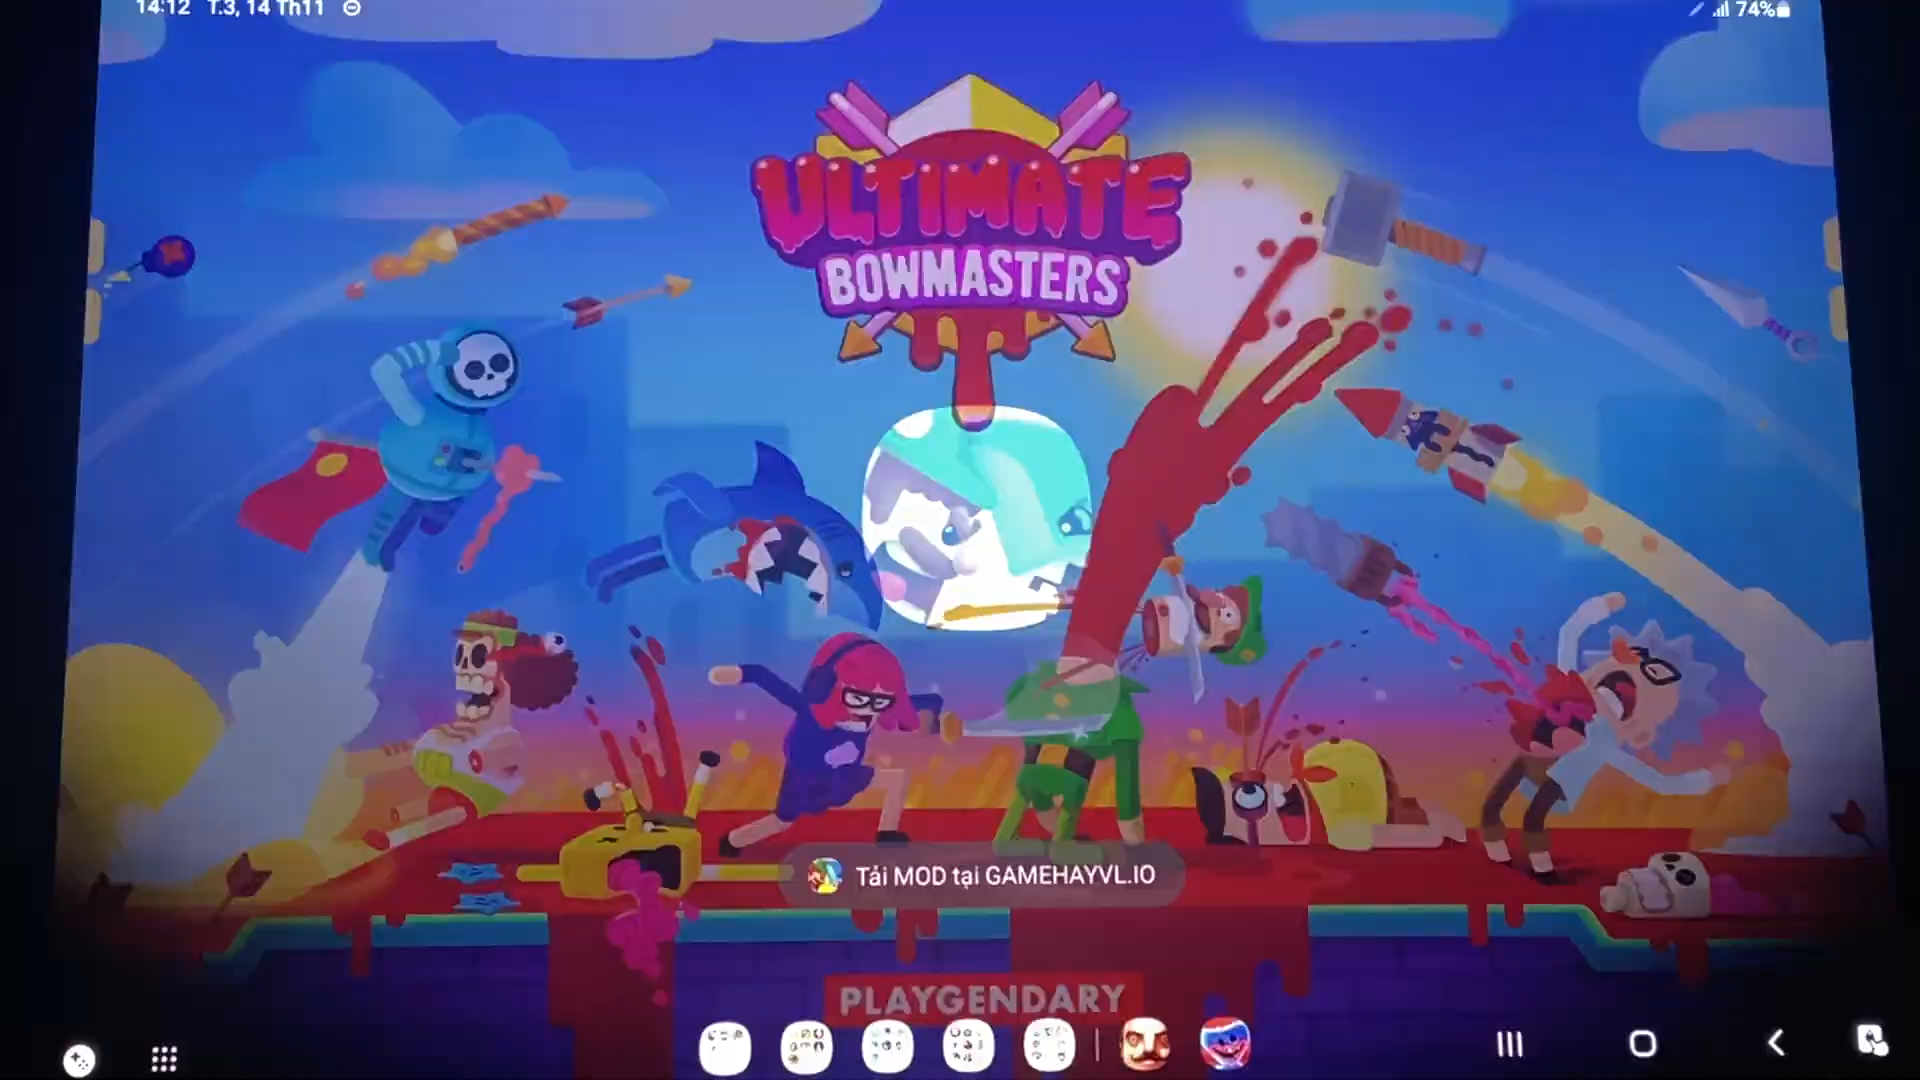 14:12 T.3, 14 Th11
74%
ULTIMATE
BOWMASTERS
Tải MOD tại GAMEHAYVL.IO
PLAYGENDARY